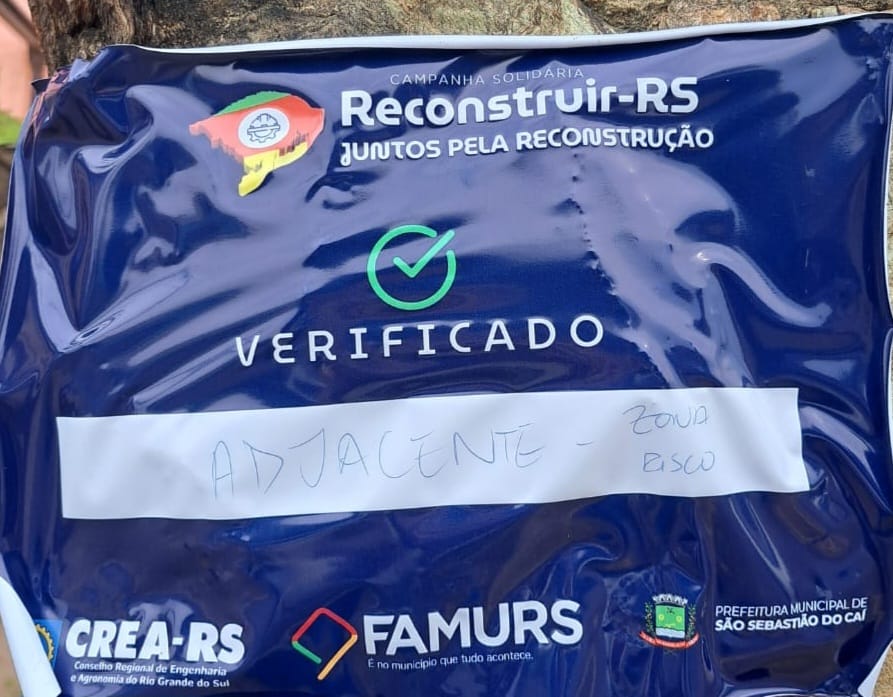 CAMPANHA SOLIDÁRIA
Reconstruir-RS
JUNTOS PELA RECONSTRUÇÃO
VERIFICADO
ADJACENTE - ZONA
RISCO
CREA-RS
Conselho Regional de Engenharia
e Agronomia do Rio Grande do Sul
FAMURS
É no município que tudo acontece.
PREFEITURA MUNICIPAL DE
SÃO SEBASTIÃO DO CAÍ